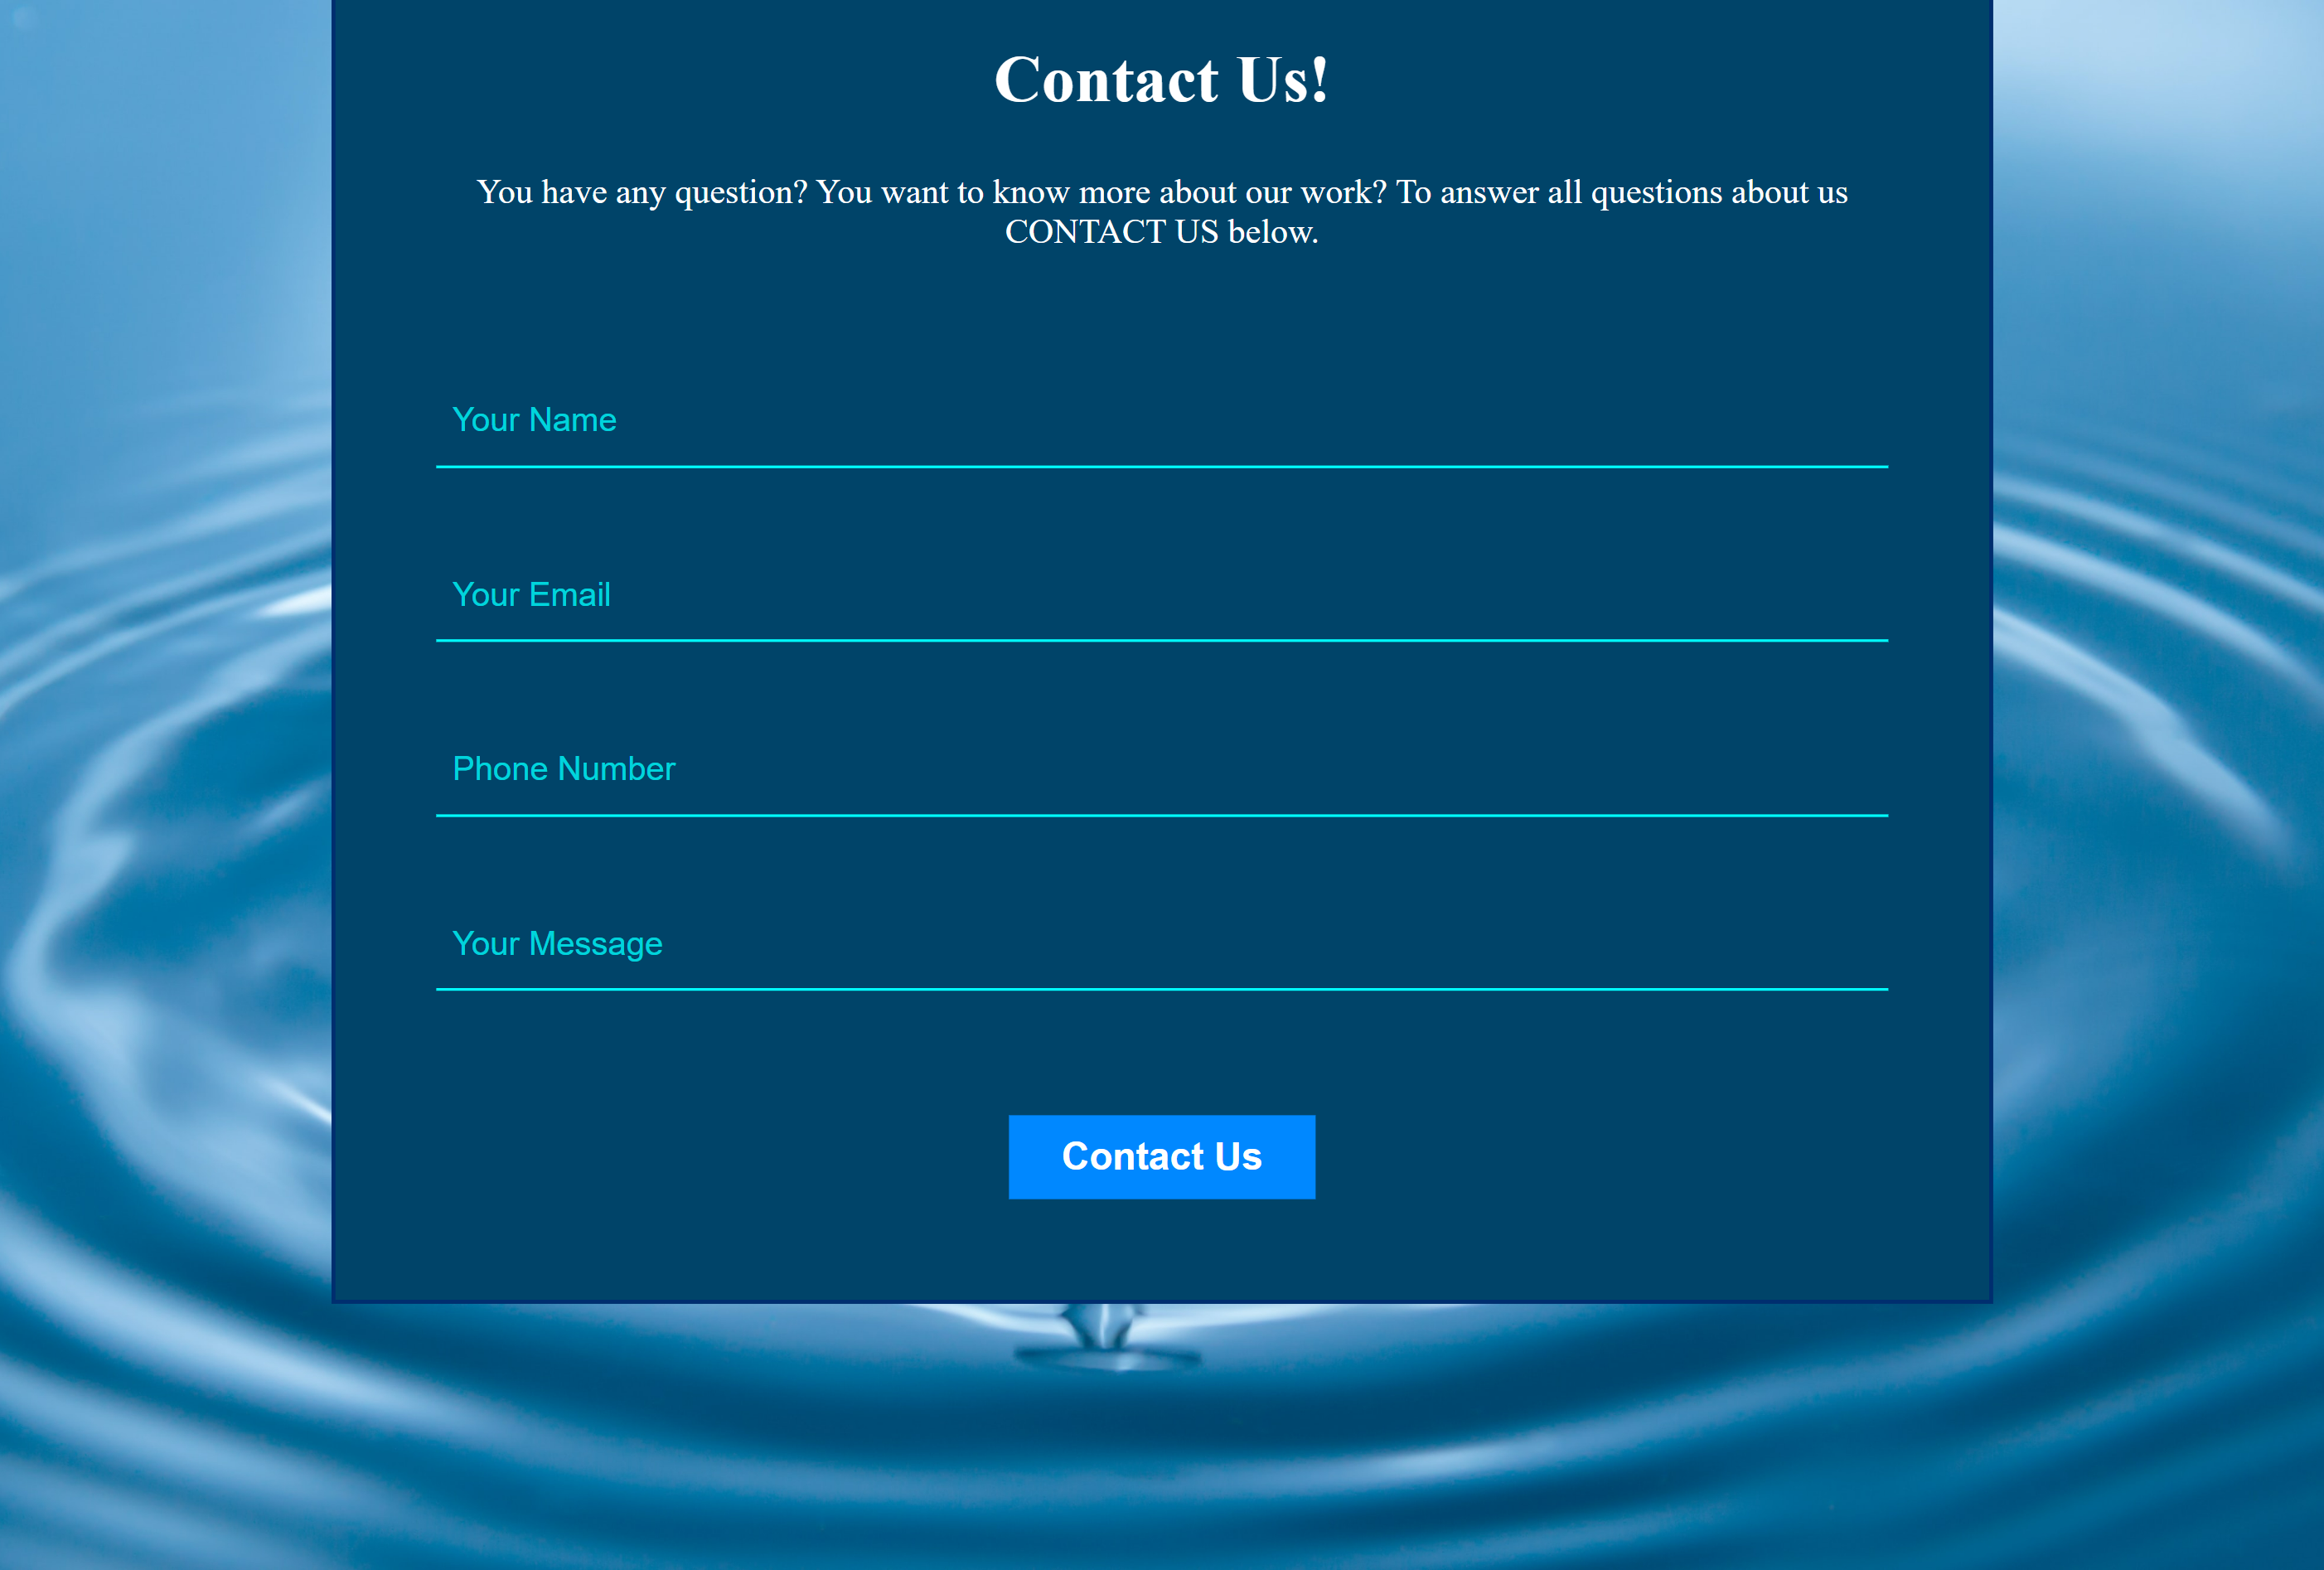 Contact Us!
You have any question? You want to know more about our work? To answer all questions about us
CONTACT US below.
Your Name
Your Email
Phone Number
Your Message
Contact Us